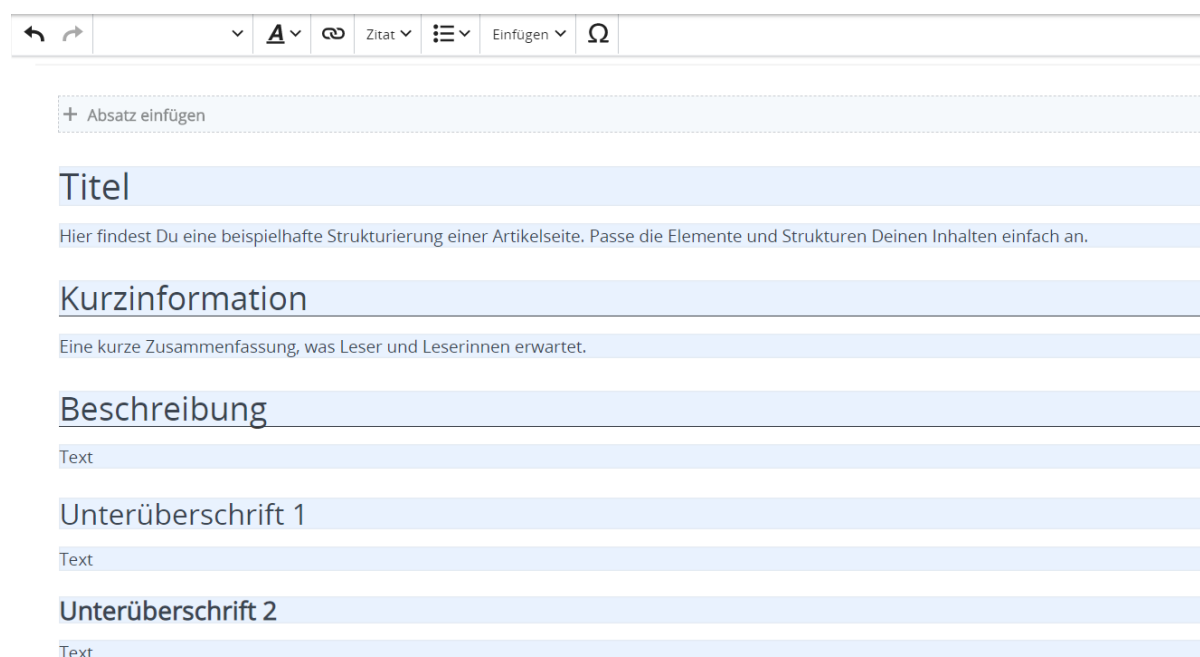 A Zitat Einfügen Ω
Absatz einfügen
Titel
Hier findest Du eine beispielhafte Strukturierung einer Artikelseite. Passe die Elemente und Strukturen Deinen Inhalten einfach an.
Kurzinformation
Eine kurze Zusammenfassung, was Leser und Leserinnen erwartet.
Beschreibung
Text
Unterüberschrift 1
Text
Unterüberschrift 2
Text